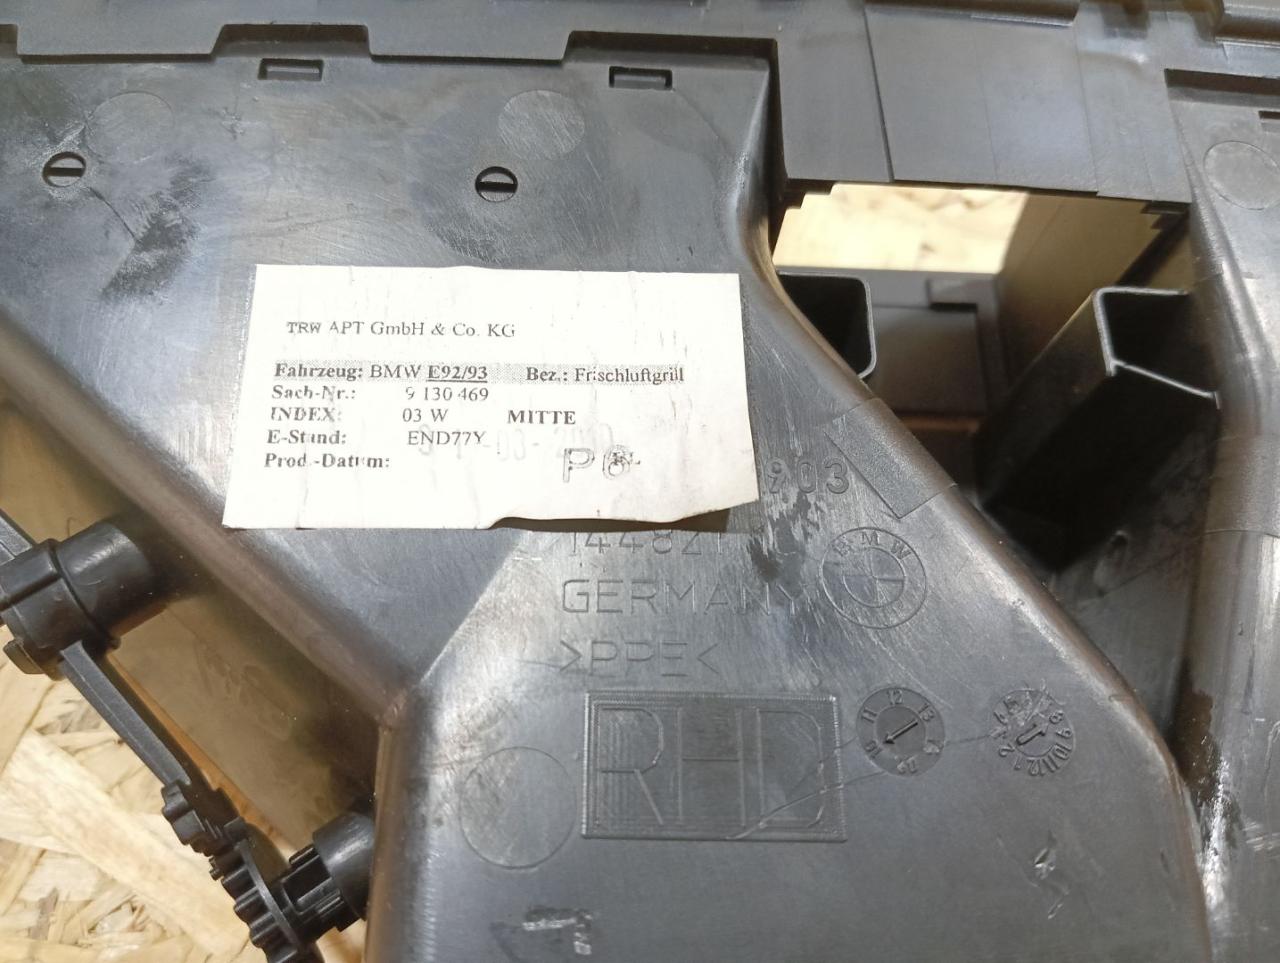 TRW APT GmbH & Co. KG
Fahrzeug: BMW E92/93 Bez.: Frischluftgrill
Sach-Nr.: 9 130 469
INDEX: 03 W MITTE
E-Stand: END77Y
Prod.-Datum:
903
GERMANY
BMW
>PPE<
RHD